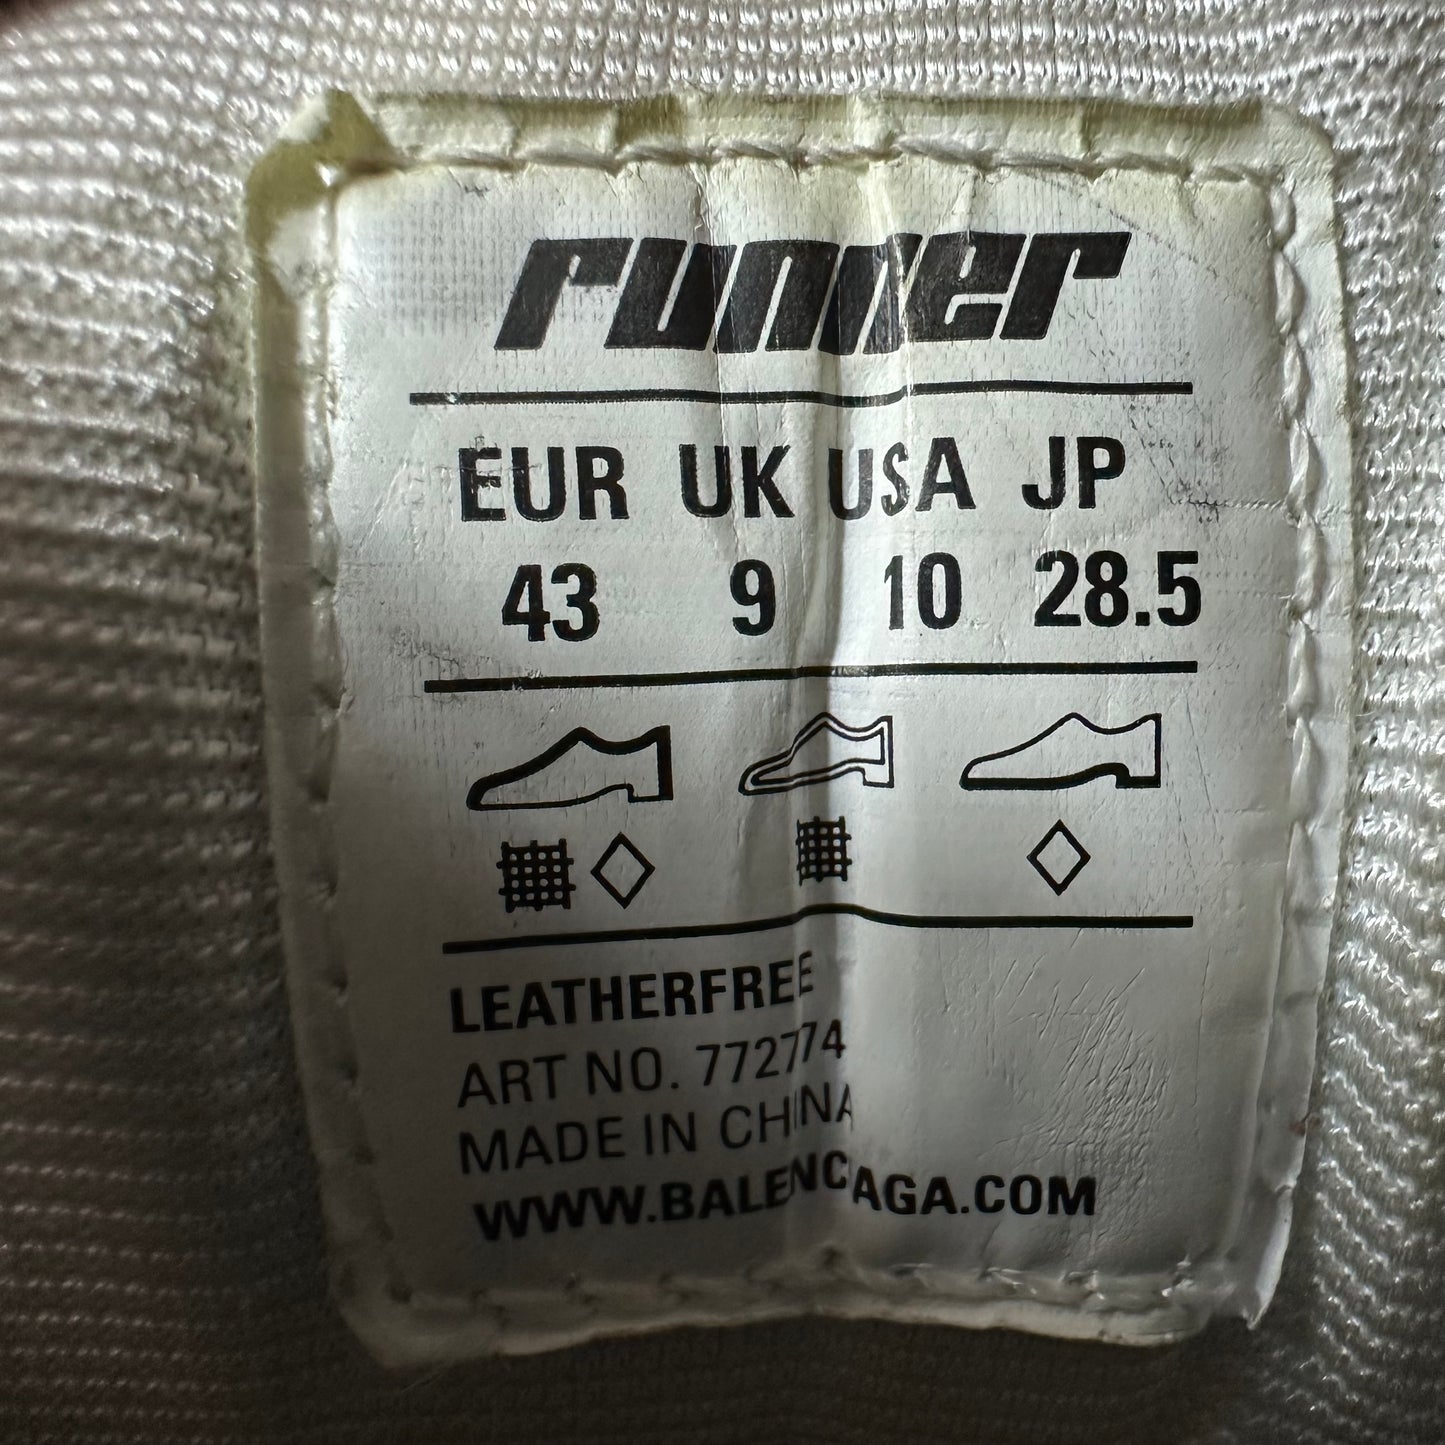 runner
EUR UK USA JP
43 9 10 28.5
LEATHERFREE
ART NO. 772774
MADE IN CHINA
WWW.BALENCIAGA.COM